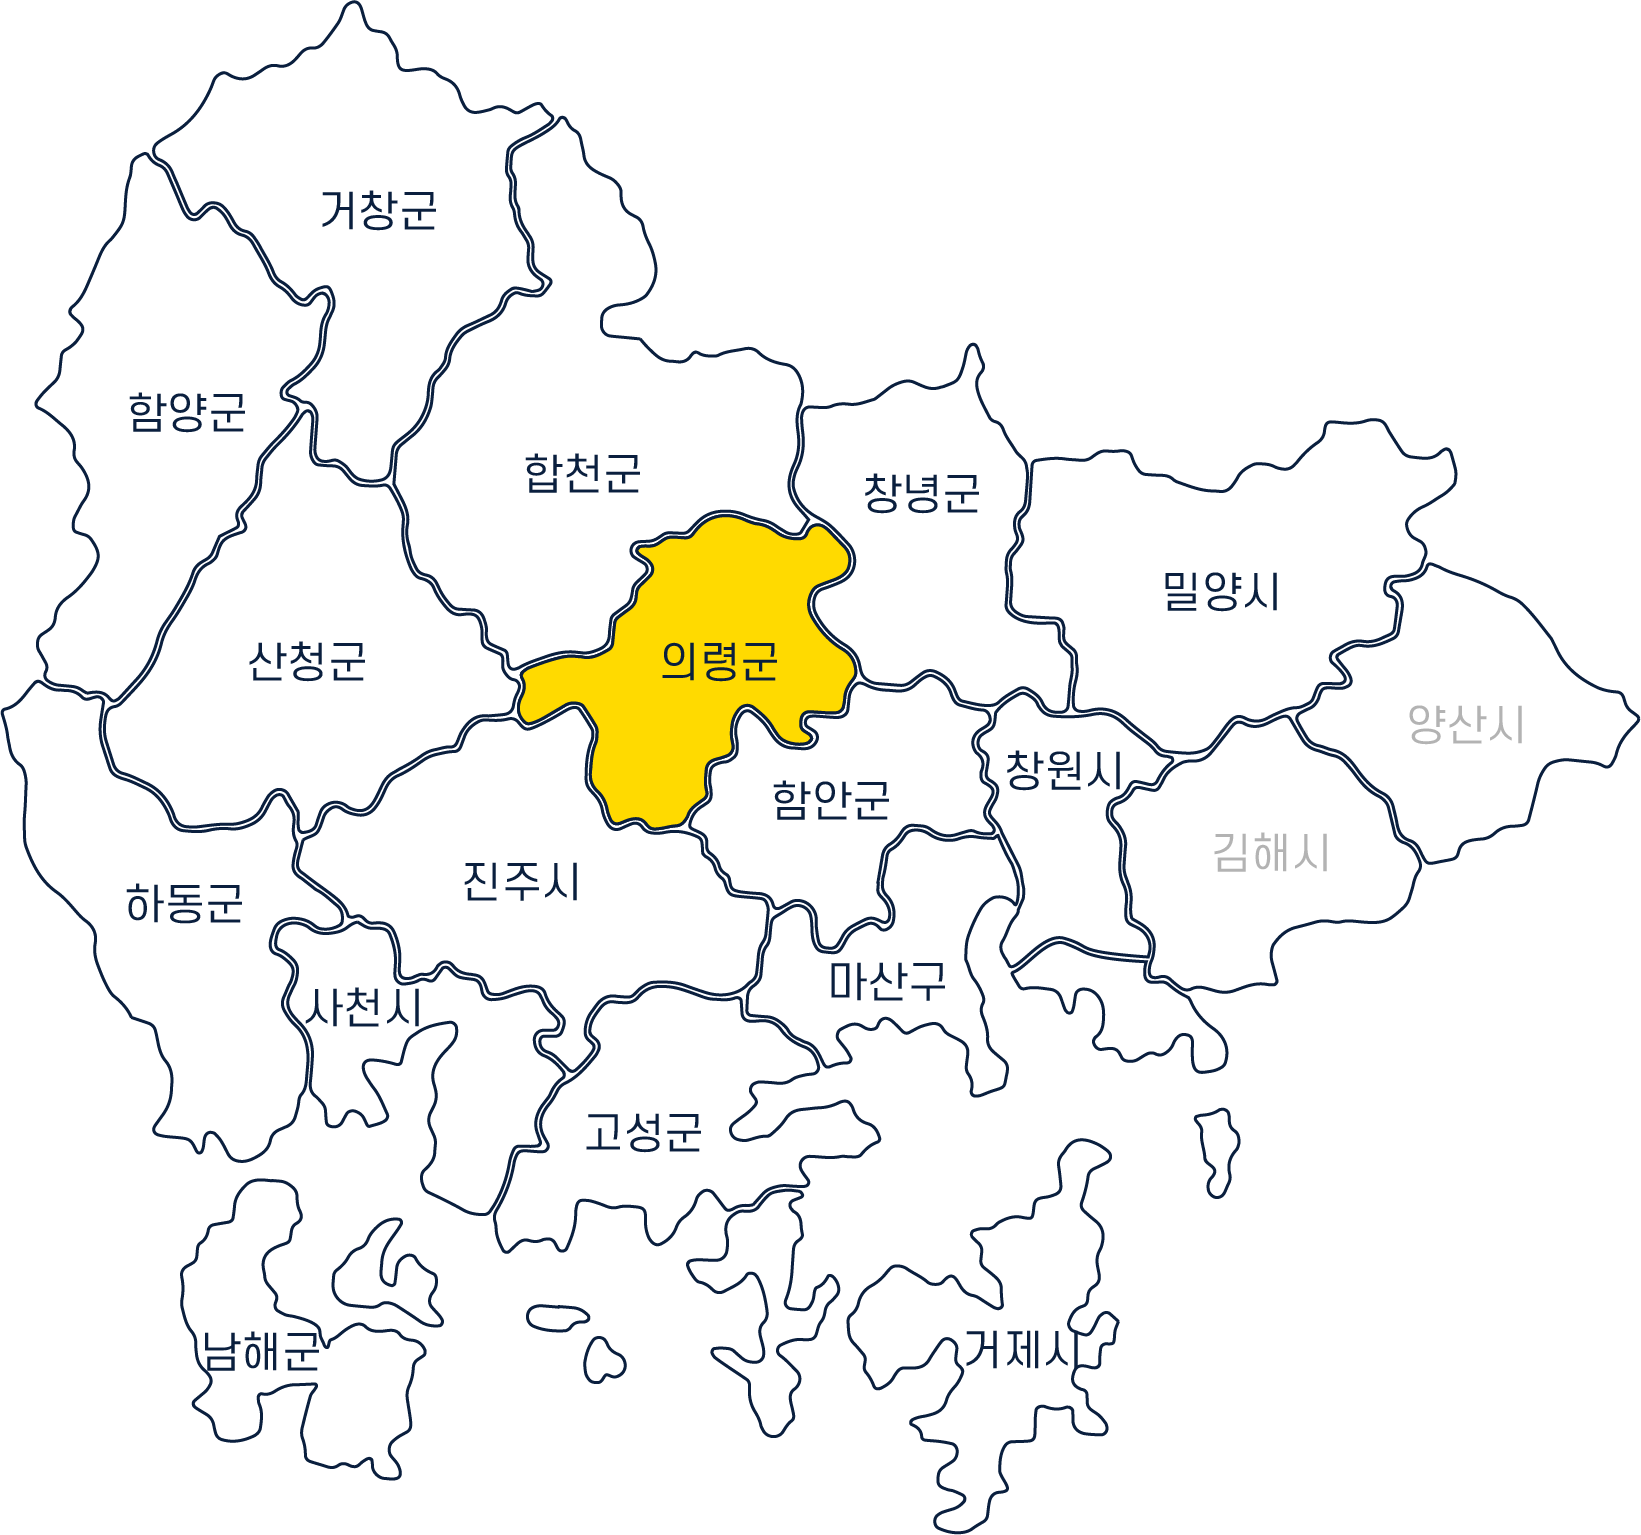 거창군
함양군
합천군
창녕군
밀양시
산청군
의령군
양산시
창원시
함안군
김해시
진주시
하동군
마산구
사천시
고성군
남해군
거제시